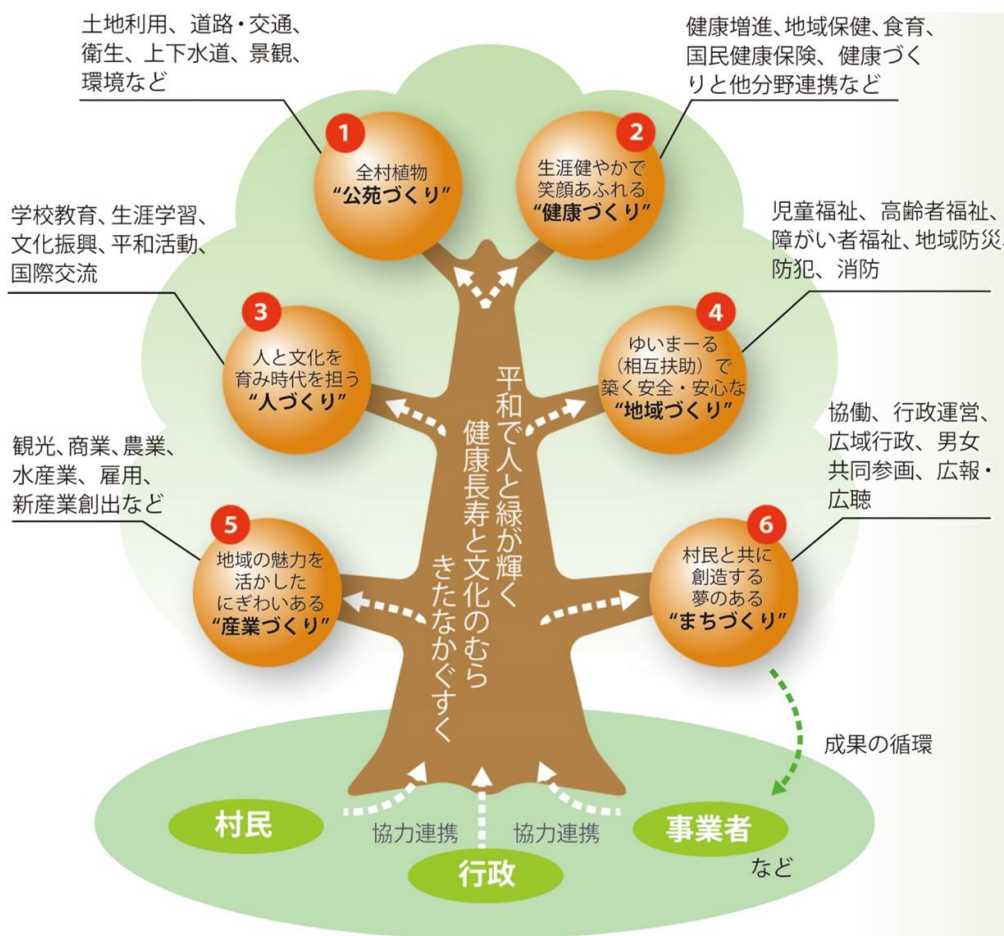 土地利用、道路・交通、
衛生、上下水道、景観、
環境など
健康増進、地域保健、食育、
国民健康保険、健康づく
りと他分野連携など
1
全村植物
“公苑づくり”
2
生涯健やかで
笑顔あふれる
“健康づくり”
学校教育、生涯学習、
文化振興、平和活動、
国際交流
児童福祉、高齢者福祉、
障がい者福祉、地域防災、
防犯、消防
3
人と文化を
育み時代を担う
“人づくり”
4
ゆいまーる
（相互扶助）で
築く安全・安心な
“地域づくり”
観光、商業、農業、
水産業、雇用、
新産業創出など
協働、行政運営、
広域行政、男女
共同参画、広報・
広聴
5
地域の魅力を
活かした
にぎわいある
“産業づくり”
6
村民と共に
創造する
夢のある
“まちづくり”
平和で人と緑が輝く
健康長寿と文化のむら
きたなかぐすく
成果の循環
村民
協力連携
行政
協力連携
事業者
など